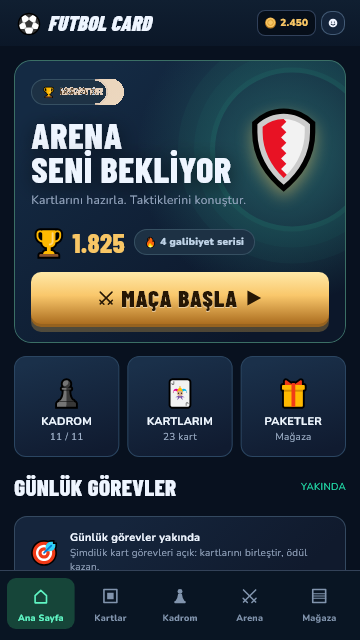 FUTBOL CARD
2.450
ARENA
SENİ BEKLİYOR
Kartlarını hazırla. Taktiklerini konuştur.
1.825
4 galibiyet serisi
MAÇA BAŞLA
KADROM
11 / 11
KARTLARIM
23 kart
PAKETLER
Mağaza
GÜNLÜK GÖREVLER
YAKINDA
Günlük görevler yakında
Şimdilik kart görevleri açık: kartlarını birleştir, ödül
kazan.
Ana Sayfa
Kartlar
Kadrom
Arena
Mağaza